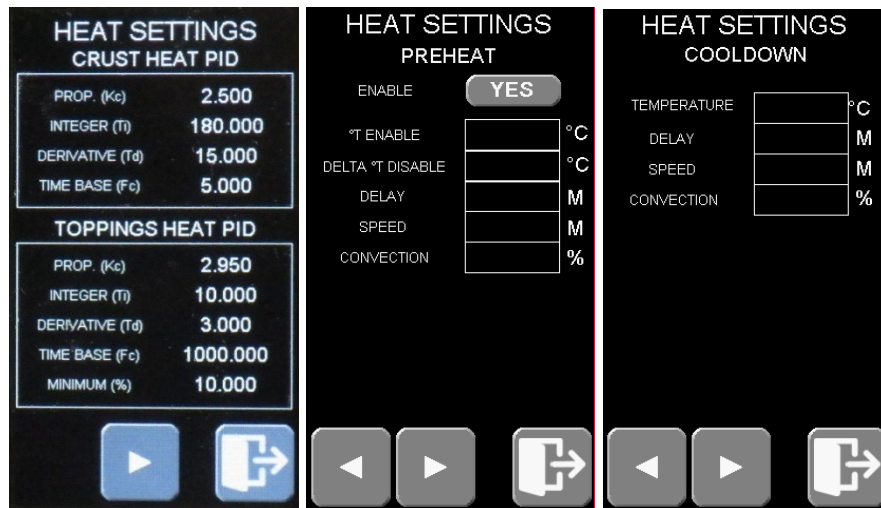 HEAT SETTINGS
CRUST HEAT PID
PROP. (Kc) 2.500
INTEGER (Ti) 180.000
DERIVATIVE (Td) 15.000
TIME BASE (Fc) 5.000
TOPPINGS HEAT PID
PROP. (Kc) 2.950
INTEGER (Ti) 10.000
DERIVATIVE (Td) 3.000
TIME BASE (Fc) 1000.000
MINIMUM (%) 10.000
HEAT SETTINGS
PREHEAT
ENABLE YES
°T ENABLE °C
DELTA °T DISABLE °C
DELAY M
SPEED M
CONVECTION %
HEAT SETTINGS
COOLDOWN
TEMPERATURE °C
DELAY M
SPEED M
CONVECTION %